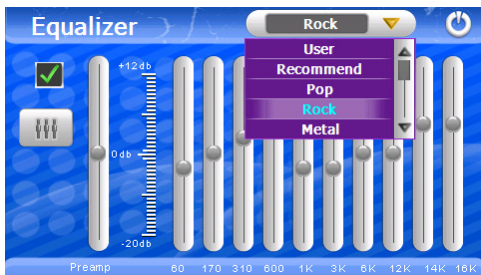 Equalizer
Rock
User
Recommend
Pop
Rock
Metal
+12db
0db
-20db
Preamp 60 170 310 600 1K 3K 6K 12K 14K 16K